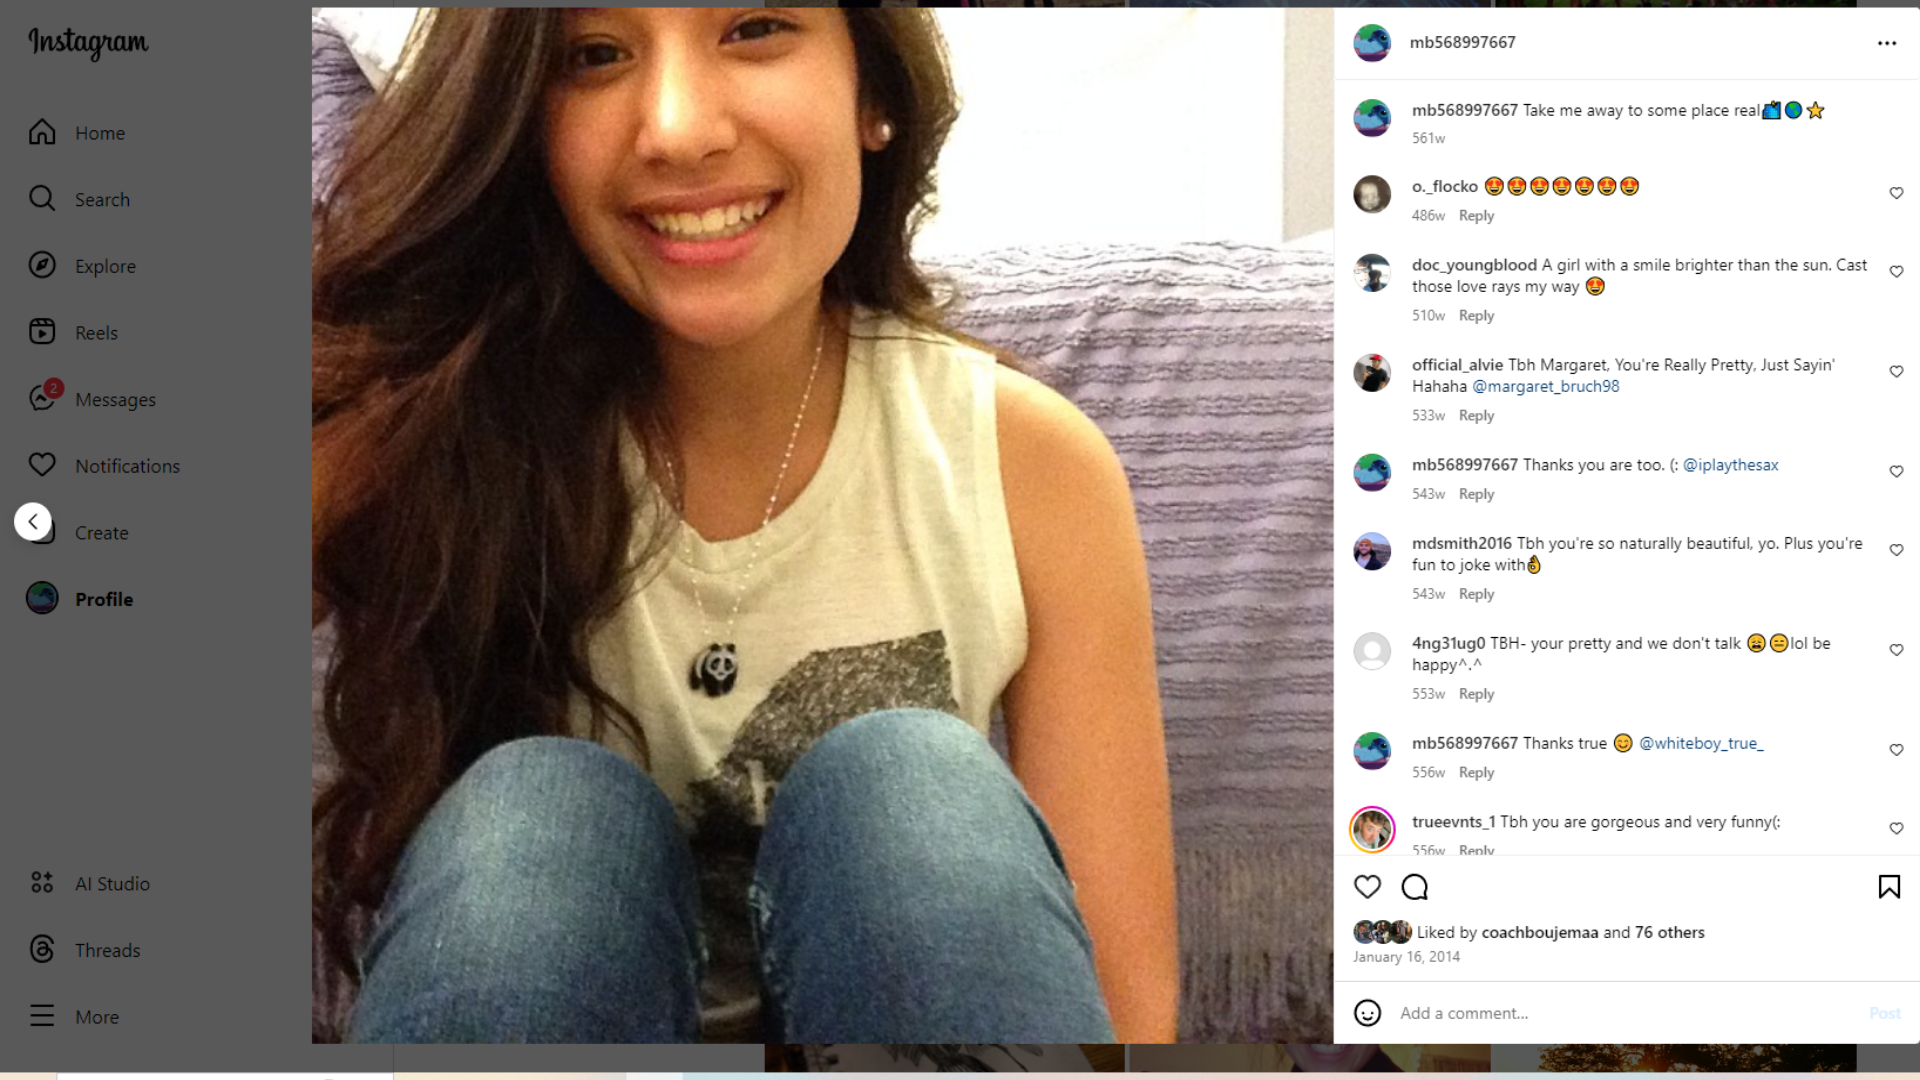 Instagram
Home
Search
Explore
Reels
2
Messages
Notifications
Create
Profile
AI Studio
Threads
More
mb568997667
mb568997667 Take me away to some place real
561w
o._flocko 😍😍😍😍😍😍😍
486w Reply
doc_youngblood A girl with a smile brighter than the sun. Cast
those love rays my way 😍
510w Reply
official_alvie Tbh Margaret, You're Really Pretty, Just Sayin'
Hahaha @margaret_bruch98
533w Reply
mb568997667 Thanks you are too. (: @iplaythesax
543w Reply
mdsmith2016 Tbh you're so naturally beautiful, yo. Plus you're
fun to joke with👌
543w Reply
4ng31ug0 TBH- your pretty and we don't talk 😩😑lol be
happy^.^
553w Reply
mb568997667 Thanks true 😊 @whiteboy_true_
556w Reply
trueevnts_1 Tbh you are gorgeous and very funny(:
556w Reply
Liked by coachboujemaa and 76 others
January 16, 2014
Add a comment...
Post